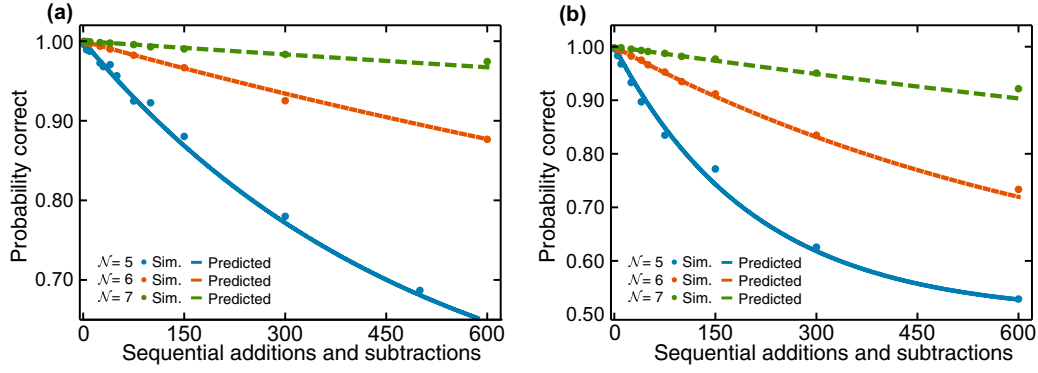 (a)
Probability correct
1.00
0.90
0.80
0.70
𝒩 = 5 Sim. Predicted
𝒩 = 6 Sim. Predicted
𝒩 = 7 Sim. Predicted
0 150 300 450 600
Sequential additions and subtractions
(b)
Probability correct
1.00
0.90
0.80
0.70
0.60
0.50
𝒩 = 5 Sim. Predicted
𝒩 = 6 Sim. Predicted
𝒩 = 7 Sim. Predicted
0 150 300 450 600
Sequential additions and subtractions